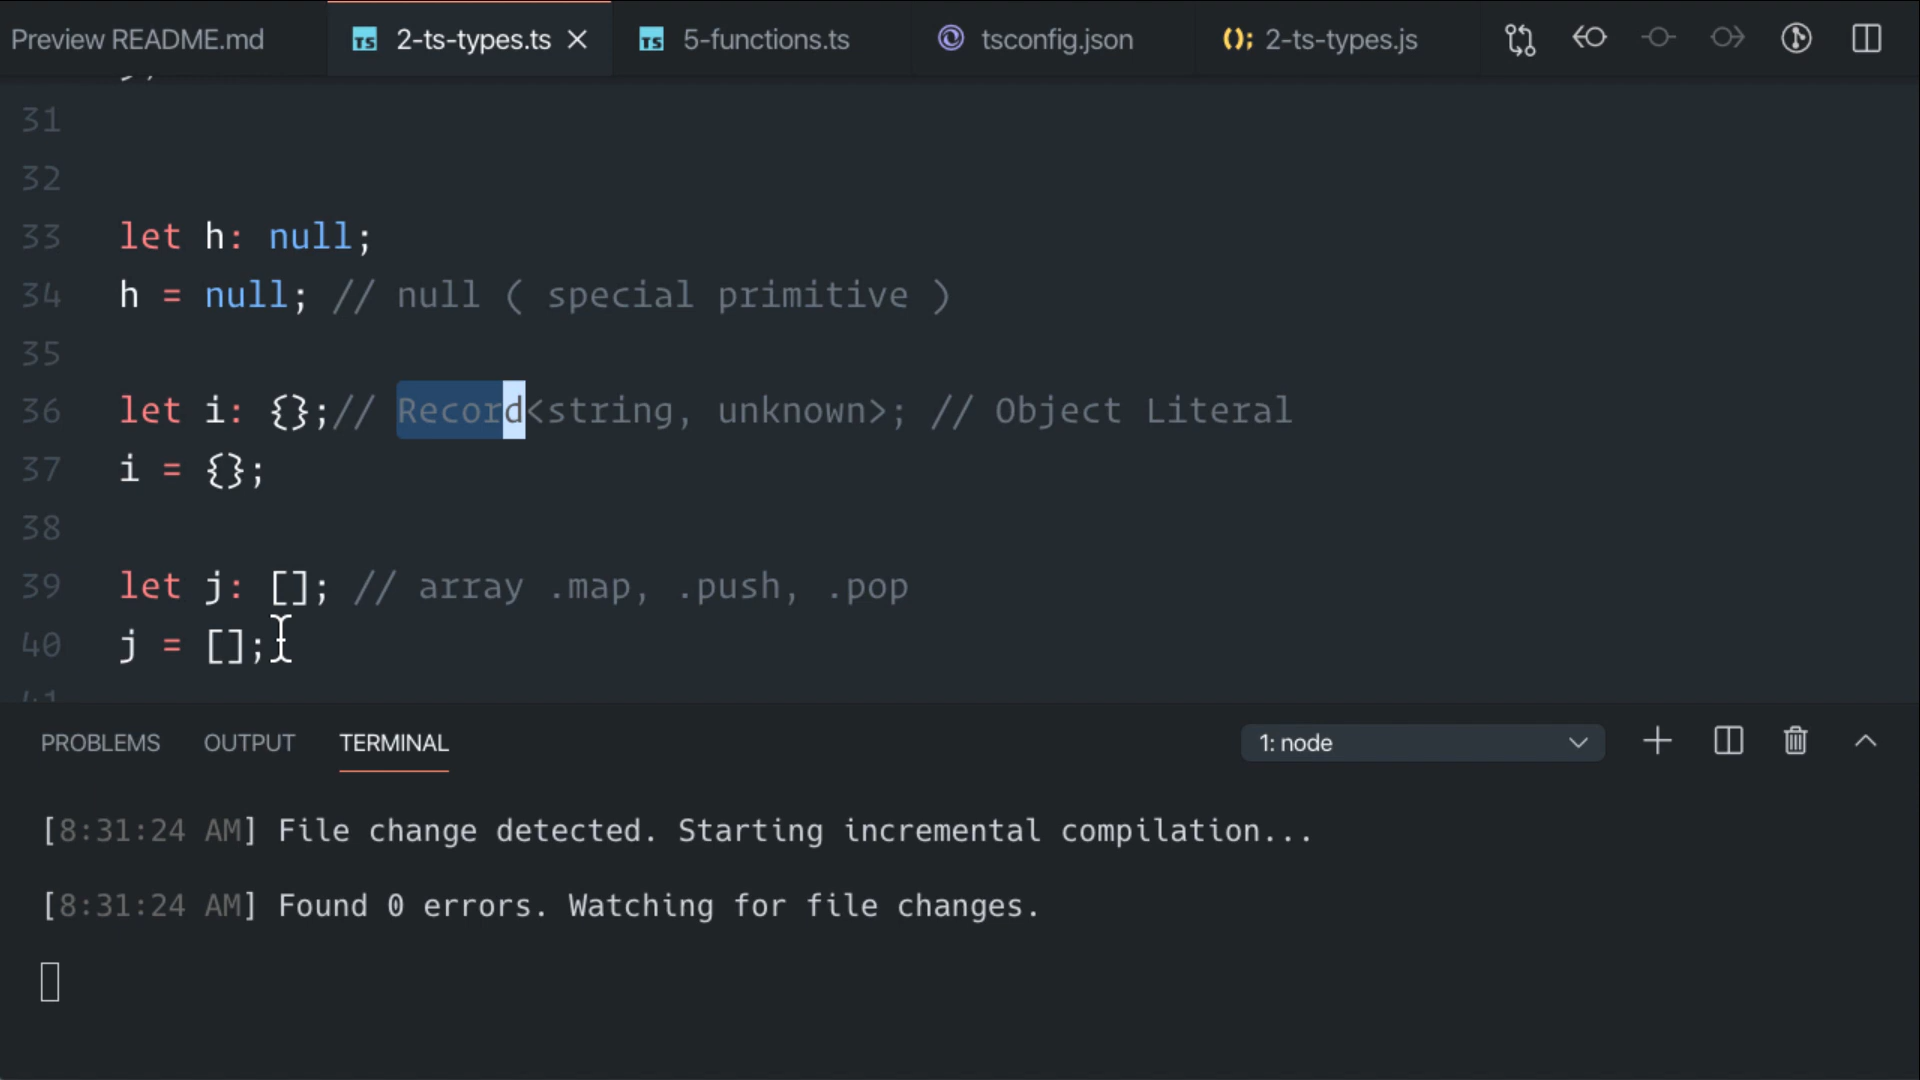 Preview README.md
TS 2-ts-types.ts
TS 5-functions.ts
tsconfig.json
(); 2-ts-types.js
31
32
33 let h: null;
34 h = null; // null ( special primitive )
35
36 let i: {};// Record<string, unknown>; // Object Literal
37 i = {};
38
39 let j: []; // array .map, .push, .pop
40 j = [];
PROBLEMS OUTPUT TERMINAL 1: node
[8:31:24 AM] File change detected. Starting incremental compilation...
[8:31:24 AM] Found 0 errors. Watching for file changes.